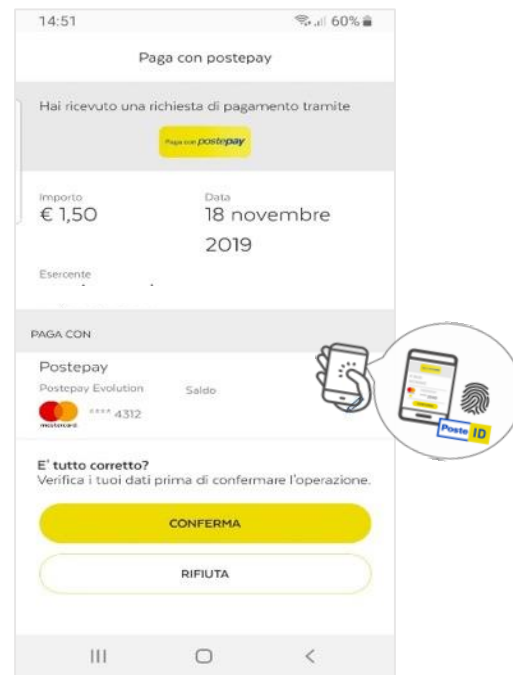 14:51 60%
Paga con postepay
Hai ricevuto una richiesta di pagamento tramite
Paga con postepay
Importo Data
€ 1,50 18 novembre
2019
Esercente
PAGA CON
Postepay
Postepay Evolution Saldo
mastercard **** 4312
Poste ID
E' tutto corretto?
Verifica i tuoi dati prima di confermare l'operazione.
CONFERMA
RIFIUTA